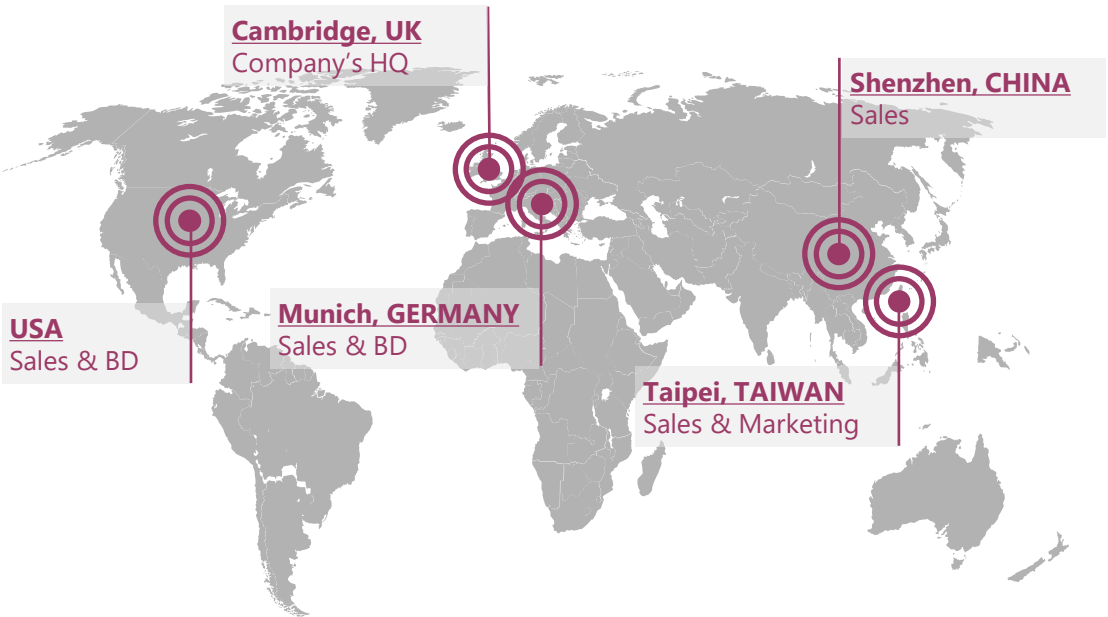 Cambridge, UK
Company's HQ
Shenzhen, CHINA
Sales
USA
Sales & BD
Munich, GERMANY
Sales & BD
Taipei, TAIWAN
Sales & Marketing